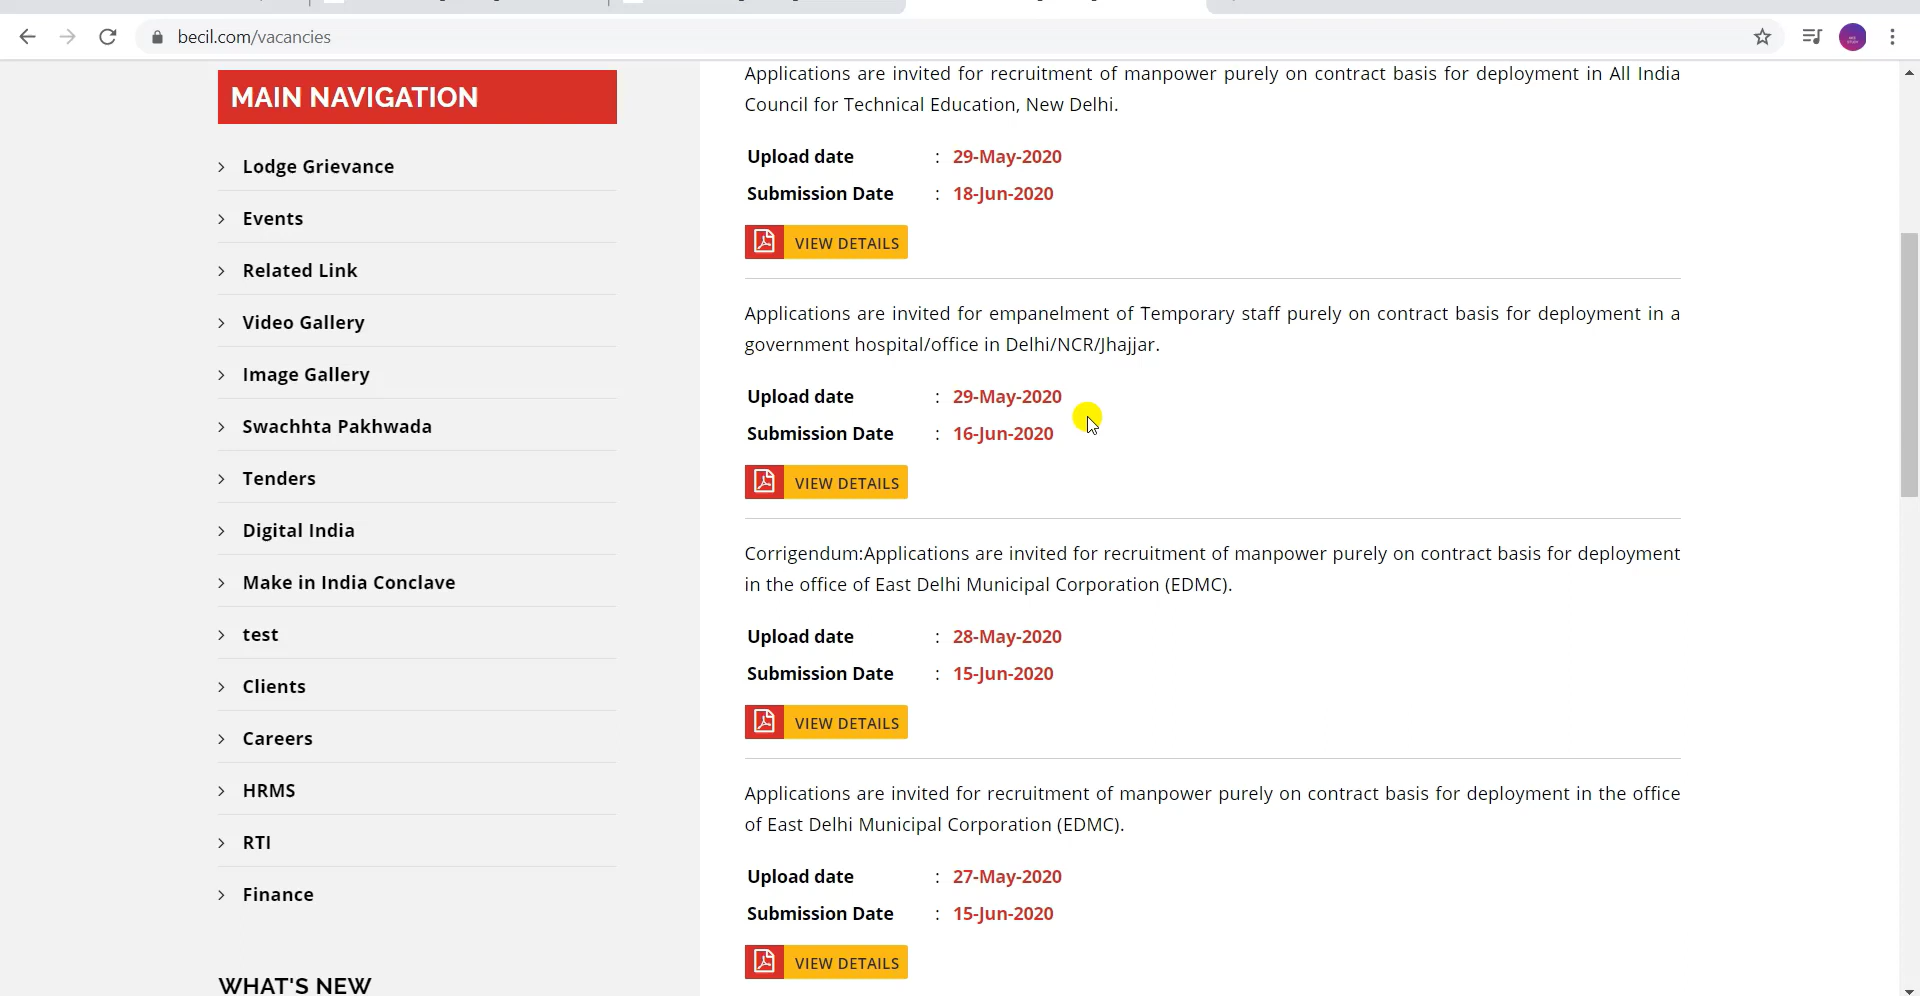 becil.com/vacancies
MAIN NAVIGATION
Lodge Grievance
Events
Related Link
Video Gallery
Image Gallery
Swachhta Pakhwada
Tenders
Digital India
Make in India Conclave
test
Clients
Careers
HRMS
RTI
Finance
WHAT'S NEW
Applications are invited for recruitment of manpower purely on contract basis for deployment in All India
Council for Technical Education, New Delhi.
Upload date : 29-May-2020
Submission Date : 18-Jun-2020
VIEW DETAILS
Applications are invited for empanelment of Temporary staff purely on contract basis for deployment in a
government hospital/office in Delhi/NCR/Jhajjar.
Upload date : 29-May-2020
Submission Date : 16-Jun-2020
VIEW DETAILS
Corrigendum:Applications are invited for recruitment of manpower purely on contract basis for deployment
in the office of East Delhi Municipal Corporation (EDMC).
Upload date : 28-May-2020
Submission Date : 15-Jun-2020
VIEW DETAILS
Applications are invited for recruitment of manpower purely on contract basis for deployment in the office
of East Delhi Municipal Corporation (EDMC).
Upload date : 27-May-2020
Submission Date : 15-Jun-2020
VIEW DETAILS